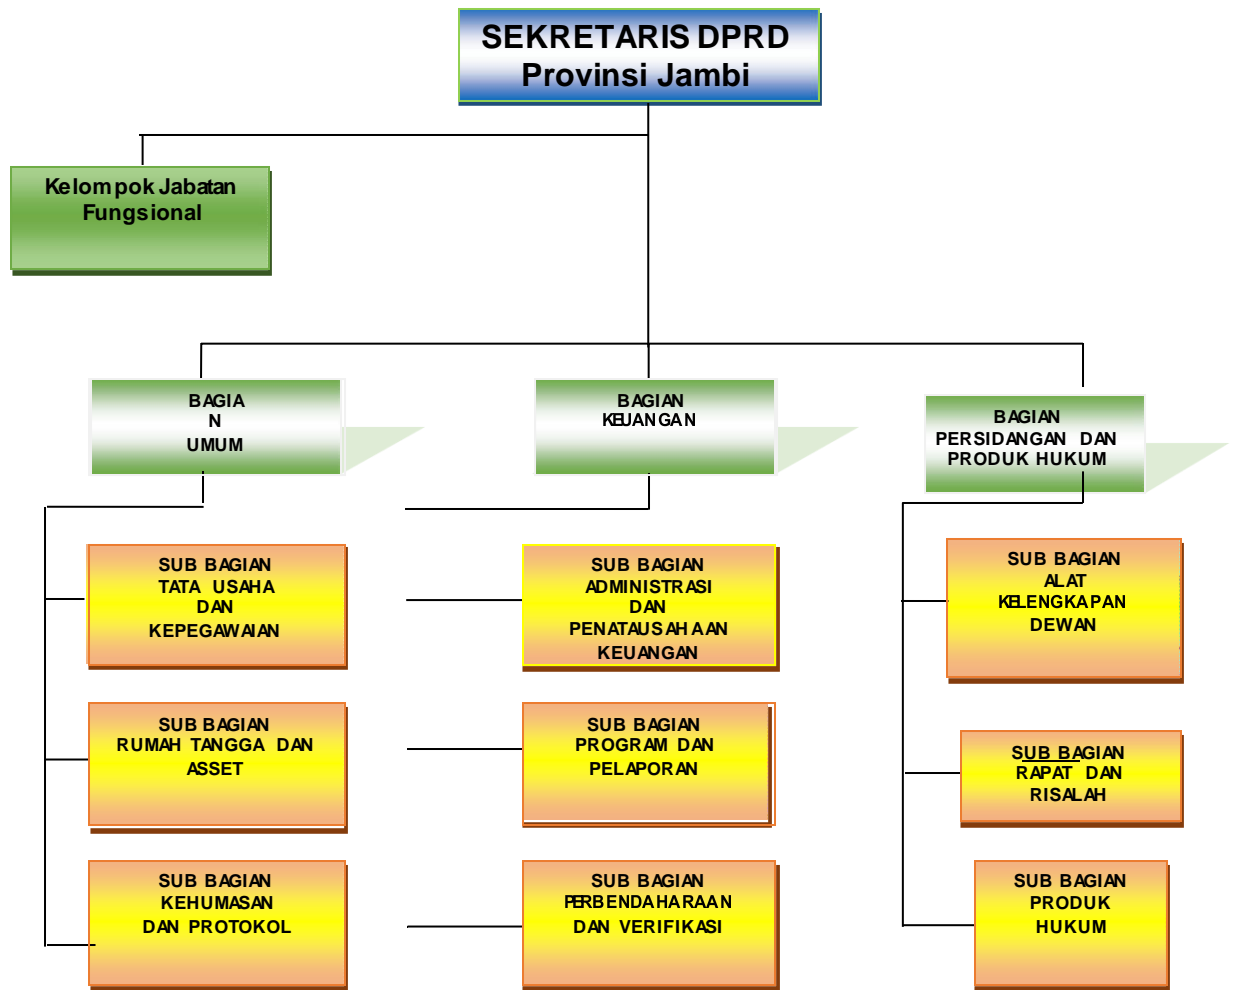 SEKRETARIS DPRD
Provinsi Jambi
Kelompok Jabatan
Fungsional
BAGIA
N
UMUM
BAGIAN
KEUANGAN
BAGIAN
PERSIDANGAN DAN
PRODUK HUKUM
SUB BAGIAN
TATA USAHA
DAN
KEPEGAWAIAN
SUB BAGIAN
ADMINISTRASI
DAN
PENATAUSAHAAN
KEUANGAN
SUB BAGIAN
ALAT
KELENGKAPAN
DEWAN
SUB BAGIAN
RUMAH TANGGA DAN
ASSET
SUB BAGIAN
PROGRAM DAN
PELAPORAN
SUB BAGIAN
RAPAT DAN
RISALAH
SUB BAGIAN
KEHUMASAN
DAN PROTOKOL
SUB BAGIAN
PERBENDAHARAAN
DAN VERIFIKASI
SUB BAGIAN
PRODUK
HUKUM